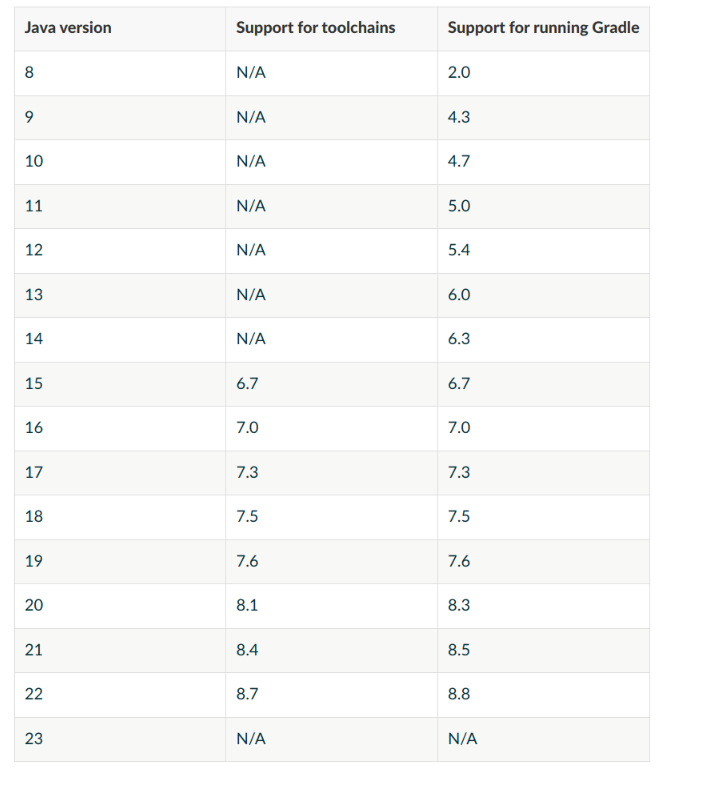 Java version Support for toolchains Support for running Gradle
8 N/A 2.0
9 N/A 4.3
10 N/A 4.7
11 N/A 5.0
12 N/A 5.4
13 N/A 6.0
14 N/A 6.3
15 6.7 6.7
16 7.0 7.0
17 7.3 7.3
18 7.5 7.5
19 7.6 7.6
20 8.1 8.3
21 8.4 8.5
22 8.7 8.8
23 N/A N/A